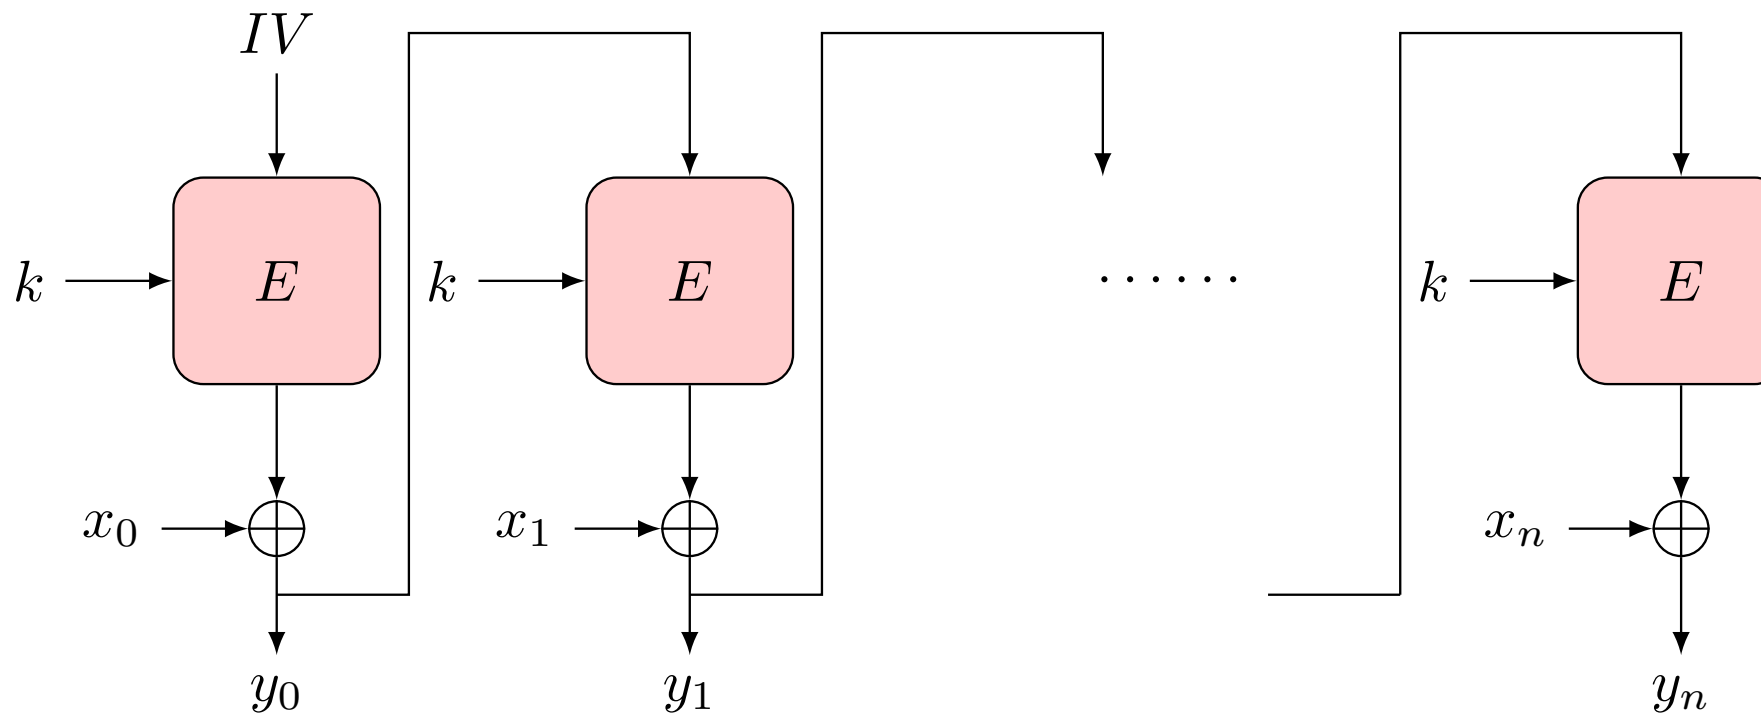 IV
k E k E ...... k E
x₀ x₁ xₙ
y₀ y₁ yₙ